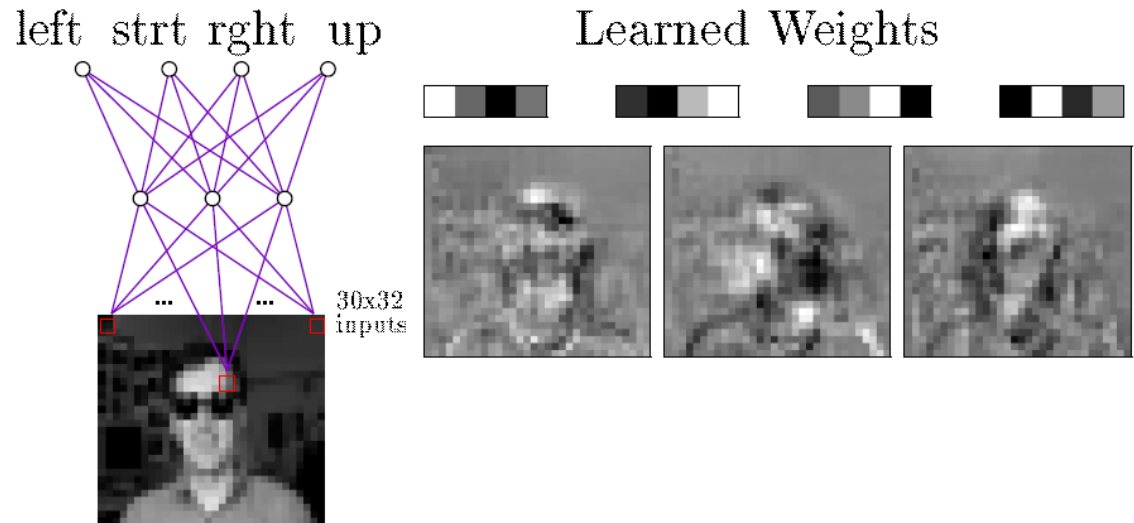 left strt rght up
Learned Weights
... ...
30x32
inputs